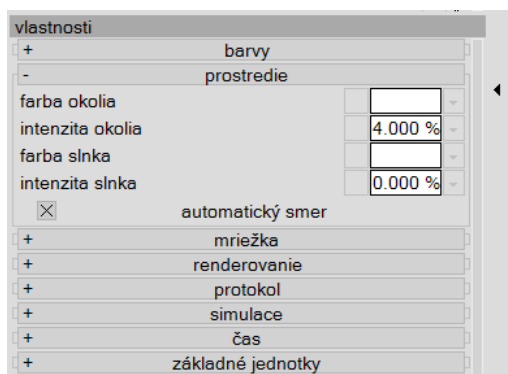 vlastnosti
+ barvy
- prostredie
farba okolia
intenzita okolia 4.000 %
farba slnka
intenzita slnka 0.000 %
automatický smer
+ mriežka
+ renderovanie
+ protokol
+ simulace
+ čas
+ základné jednotky